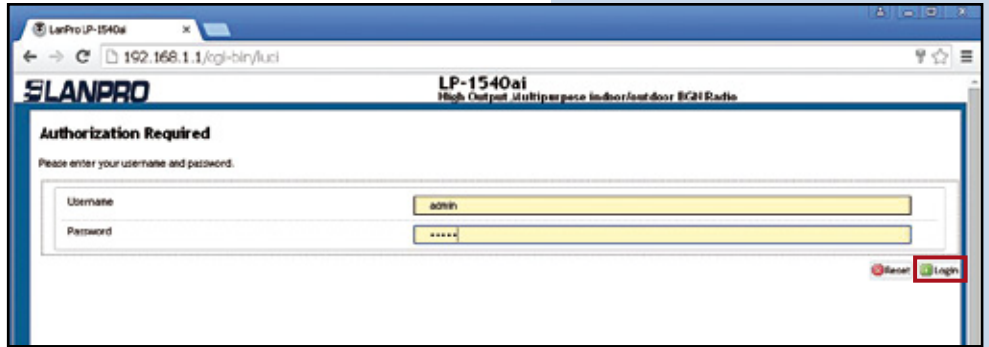 LanPro LP-1540ai
192.168.1.1/cgi-bin/luci
LANPRO
LP-1540ai
High Output Multipurpose indoor/outdoor BGN Radio
Authorization Required
Please enter your username and password.
Username
admin
Password
•••••
Reset
Login